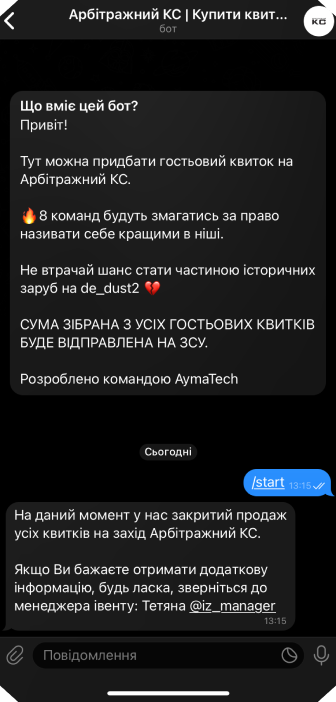 Арбітражний КС | Купити квит...
бот
КС
Що вміє цей бот?
Привіт!
Тут можна придбати гостьовий квиток на
Арбітражний КС.
🔥8 команд будуть змагатись за право
називати себе кращими в ніші.
Не втрачай шанс стати частиною історичних
заруб на de_dust2 💔
СУМА ЗІБРАНА З УСІХ ГОСТЬОВИХ КВИТКІВ
БУДЕ ВІДПРАВЛЕНА НА ЗСУ.
Розроблено командою AymaTech
Сьогодні
/start 13:15
На даний момент у нас закритий продаж
усіх квитків на захід Арбітражний КС.
Якщо Ви бажаєте отримати додаткову
інформацію, будь ласка, зверніться до
менеджера івенту: Тетяна @iz_manager
13:15
Повідомлення